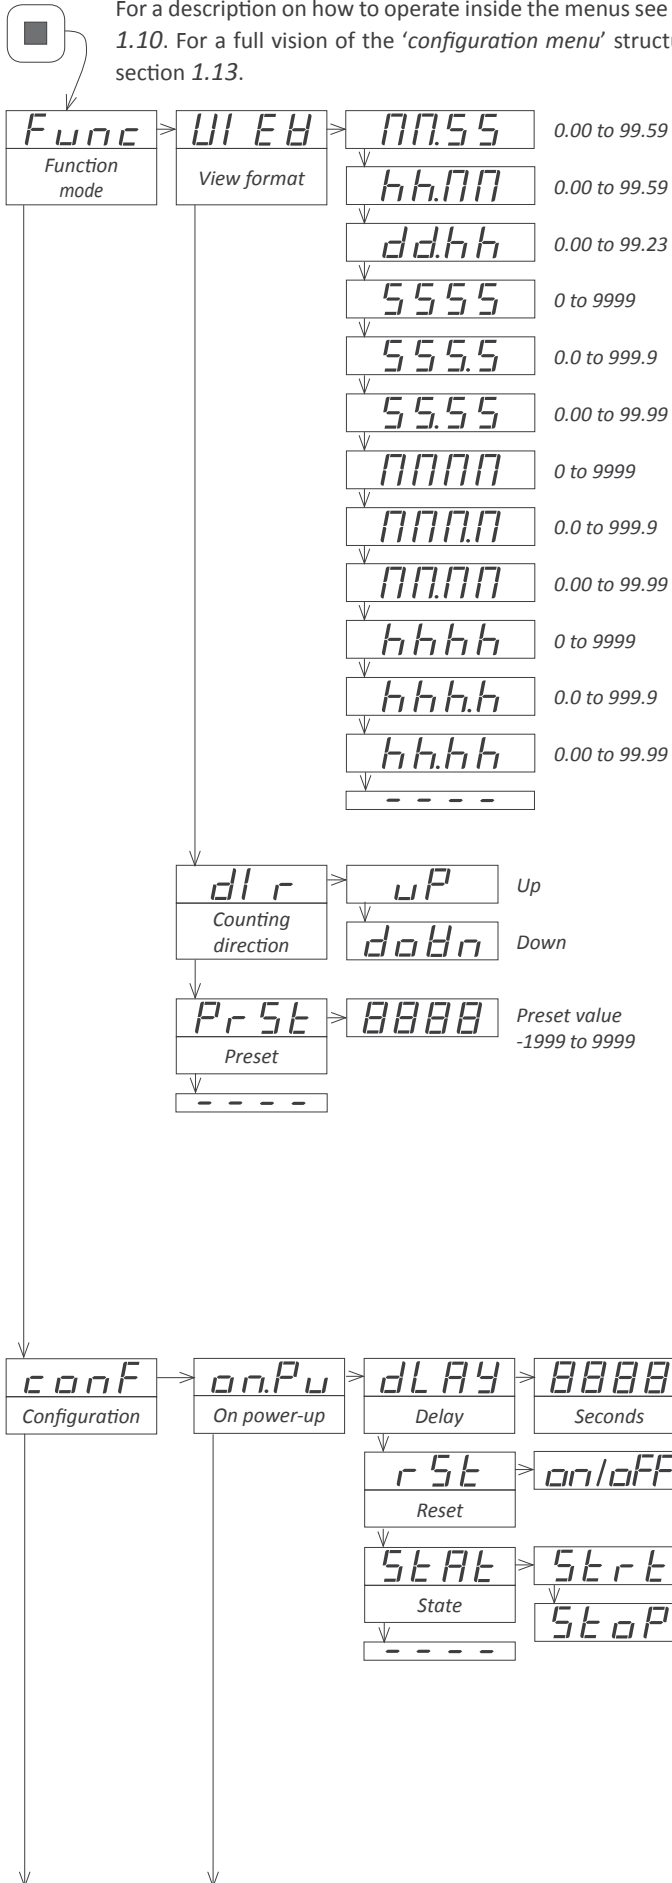 For a description on how to operate inside the menus see
1.10. For a full vision of the ‘configuration menu’ struct
section 1.13.
Func
Function
mode
VIEW
View format
MM.SS
0.00 to 99.59
hh.MM
0.00 to 99.59
dd.hh
0.00 to 99.23
SSSS
0 to 9999
SSS.S
0.0 to 999.9
SS.SS
0.00 to 99.99
MMMM
0 to 9999
MMM.M
0.0 to 999.9
MM.MM
0.00 to 99.99
hhhh
0 to 9999
hhh.h
0.0 to 999.9
hh.hh
0.00 to 99.99
----
dIr
Counting
direction
uP
Up
doWn
Down
PrSt
Preset
8888
Preset value
-1999 to 9999
----
conF
Configuration
on.Pu
On power-up
dLAY
Delay
8888
Seconds
rSt
Reset
on/oFF
StAt
State
Strt
StoP
----